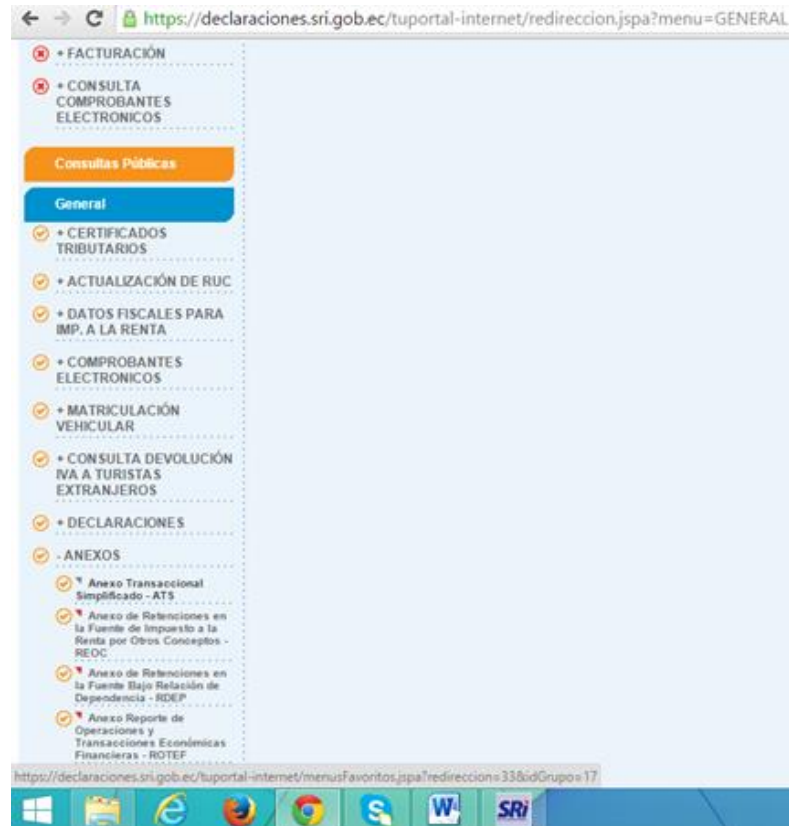 https://declaraciones.sri.gob.ec/tuportal-internet/redireccion.jspa?menu=GENERAL
+ FACTURACIÓN
+ CONSULTA
COMPROBANTES
ELECTRONICOS
Consultas Públicas
General
+ CERTIFICADOS
TRIBUTARIOS
+ ACTUALIZACIÓN DE RUC
+ DATOS FISCALES PARA
IMP. A LA RENTA
+ COMPROBANTES
ELECTRONICOS
+ MATRICULACIÓN
VEHICULAR
+ CONSULTA DEVOLUCIÓN
IVA A TURISTAS
EXTRANJEROS
+ DECLARACIONES
- ANEXOS
Anexo Transaccional
Simplificado - ATS
Anexo de Retenciones en
la Fuente de Impuesto a la
Renta por Otros Conceptos -
REOC
Anexo de Retenciones en
la Fuente Bajo Relación de
Dependencia - RDEP
Anexo Reporte de
Operaciones y
Transacciones Económicas
Financieras - ROTEF
https://declaraciones.sri.gob.ec/tuportal-internet/menusFavoritos.jspa?redireccion=33&idGrupo=17
SRi